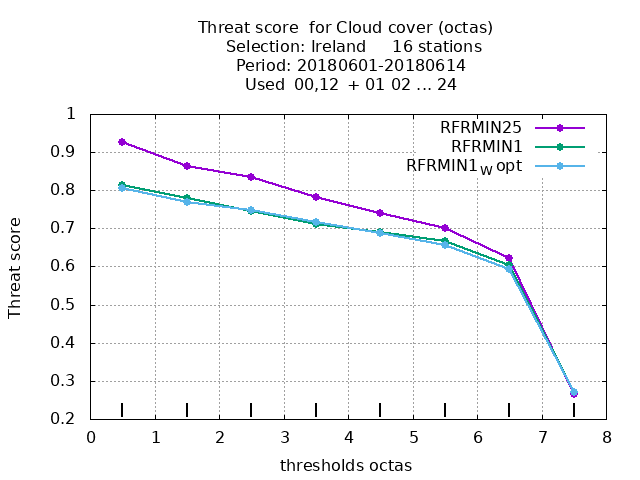 Threat score for Cloud cover (octas)
Selection: Ireland 16 stations
Period: 20180601-20180614
Used 00,12 + 01 02 ... 24
RFRMIN25
RFRMIN1
RFRMIN1w opt
1
0.9
0.8
0.7
0.6
0.5
0.4
0.3
0.2
Threat score
0 1 2 3 4 5 6 7 8
thresholds octas